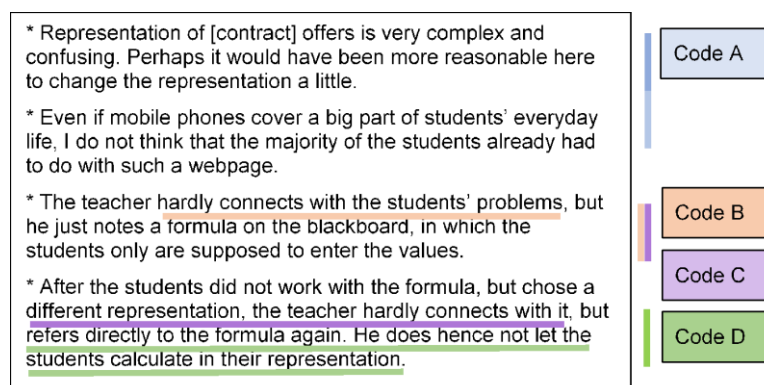 * Representation of [contract] offers is very complex and
confusing. Perhaps it would have been more reasonable here
to change the representation a little.
* Even if mobile phones cover a big part of students’ everyday
life, I do not think that the majority of the students already had
to do with such a webpage.
* The teacher hardly connects with the students’ problems, but
he just notes a formula on the blackboard, in which the
students only are supposed to enter the values.
* After the students did not work with the formula, but chose a
different representation, the teacher hardly connects with it, but
refers directly to the formula again. He does hence not let the
students calculate in their representation.
Code A
Code B
Code C
Code D